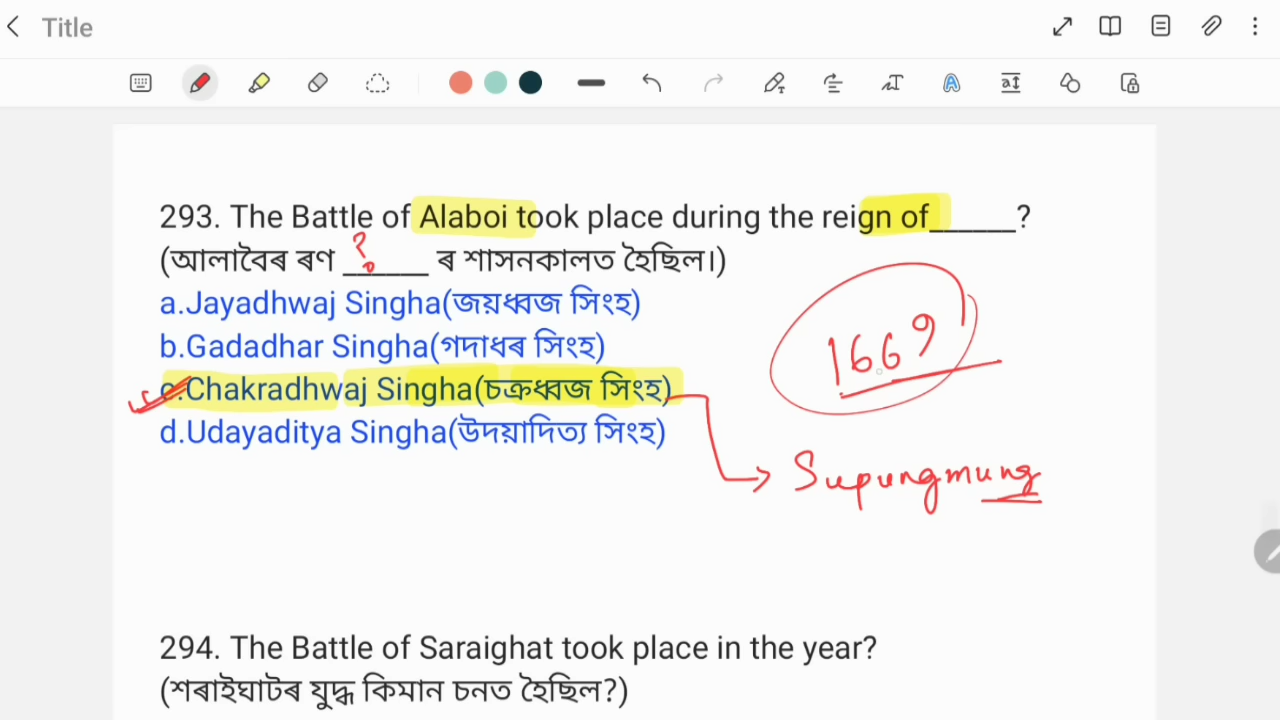 Title
293. The Battle of Alaboi took place during the reign of______?
(আলাবৈৰ ৰণ ______ ৰ শাসনকালত হৈছিল।)
?
a.Jayadhwaj Singha(জয়ধ্বজ সিংহ)
b.Gadadhar Singha(গদাধৰ সিংহ)
1669
c.Chakradhwaj Singha(চক্ৰধ্বজ সিংহ)
d.Udayaditya Singha(উদয়াদিত্য সিংহ)
Supungmung
294. The Battle of Saraighat took place in the year?
(শৰাইঘাটৰ যুদ্ধ কিমান চনত হৈছিল?)